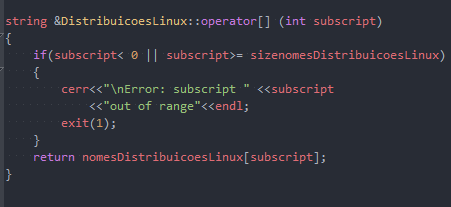 string &DistribuicoesLinux::operator[] (int subscript)
{
    if(subscript< 0 || subscript>= sizenomesDistribuicoesLinux)
    {
        cerr<<"\nError: subscript " <<subscript
            <<"out of range"<<endl;
        exit(1);
    }
    return nomesDistribuicoesLinux[subscript];
}